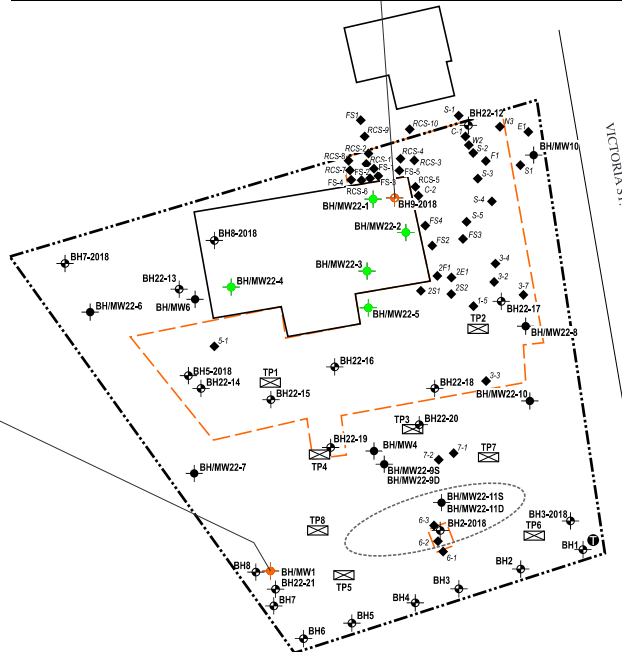 S-1
BH22-12
FS1
RCS-10
N3
E1
RCS-9
C-1
W2
VICTORIA ST.
RCS-2
S-2
BH/MW10
RCS-8
RCS-1
RCS-4
RCS-3
F1
S1
RCS-7
FS-2
FS-
FS-5
FS-4
FS-3
S-3
RCS-6
RCS-5
C-2
BH/MW22-1
BH9-2018
S-4
BH/MW22-2
FS4
S-5
BH8-2018
FS2
FS3
BH7-2018
BH/MW22-3
3-4
2F1
2E1
3-2
BH22-13
BH/MW22-4
2S1
2S2
3-7
BH/MW6
1-5
BH22-17
BH/MW22-6
BH/MW22-5
TP2
BH/MW22-8
5-1
BH22-16
BH5-2018
TP1
3-3
BH22-14
BH22-18
BH22-15
BH/MW22-10
TP3
BH22-20
BH22-19
TP4
BH/MW4
7-2
7-1
TP7
BH/MW22-7
BH/MW22-9S
BH/MW22-9D
BH/MW22-11S
BH/MW22-11D
6-3
BH2-2018
BH3-2018
TP8
TP6
T
6-2
BH1
6-1
BH8
BH/MW1
TP5
BH2
BH22-21
BH3
BH7
BH4
BH5
BH6